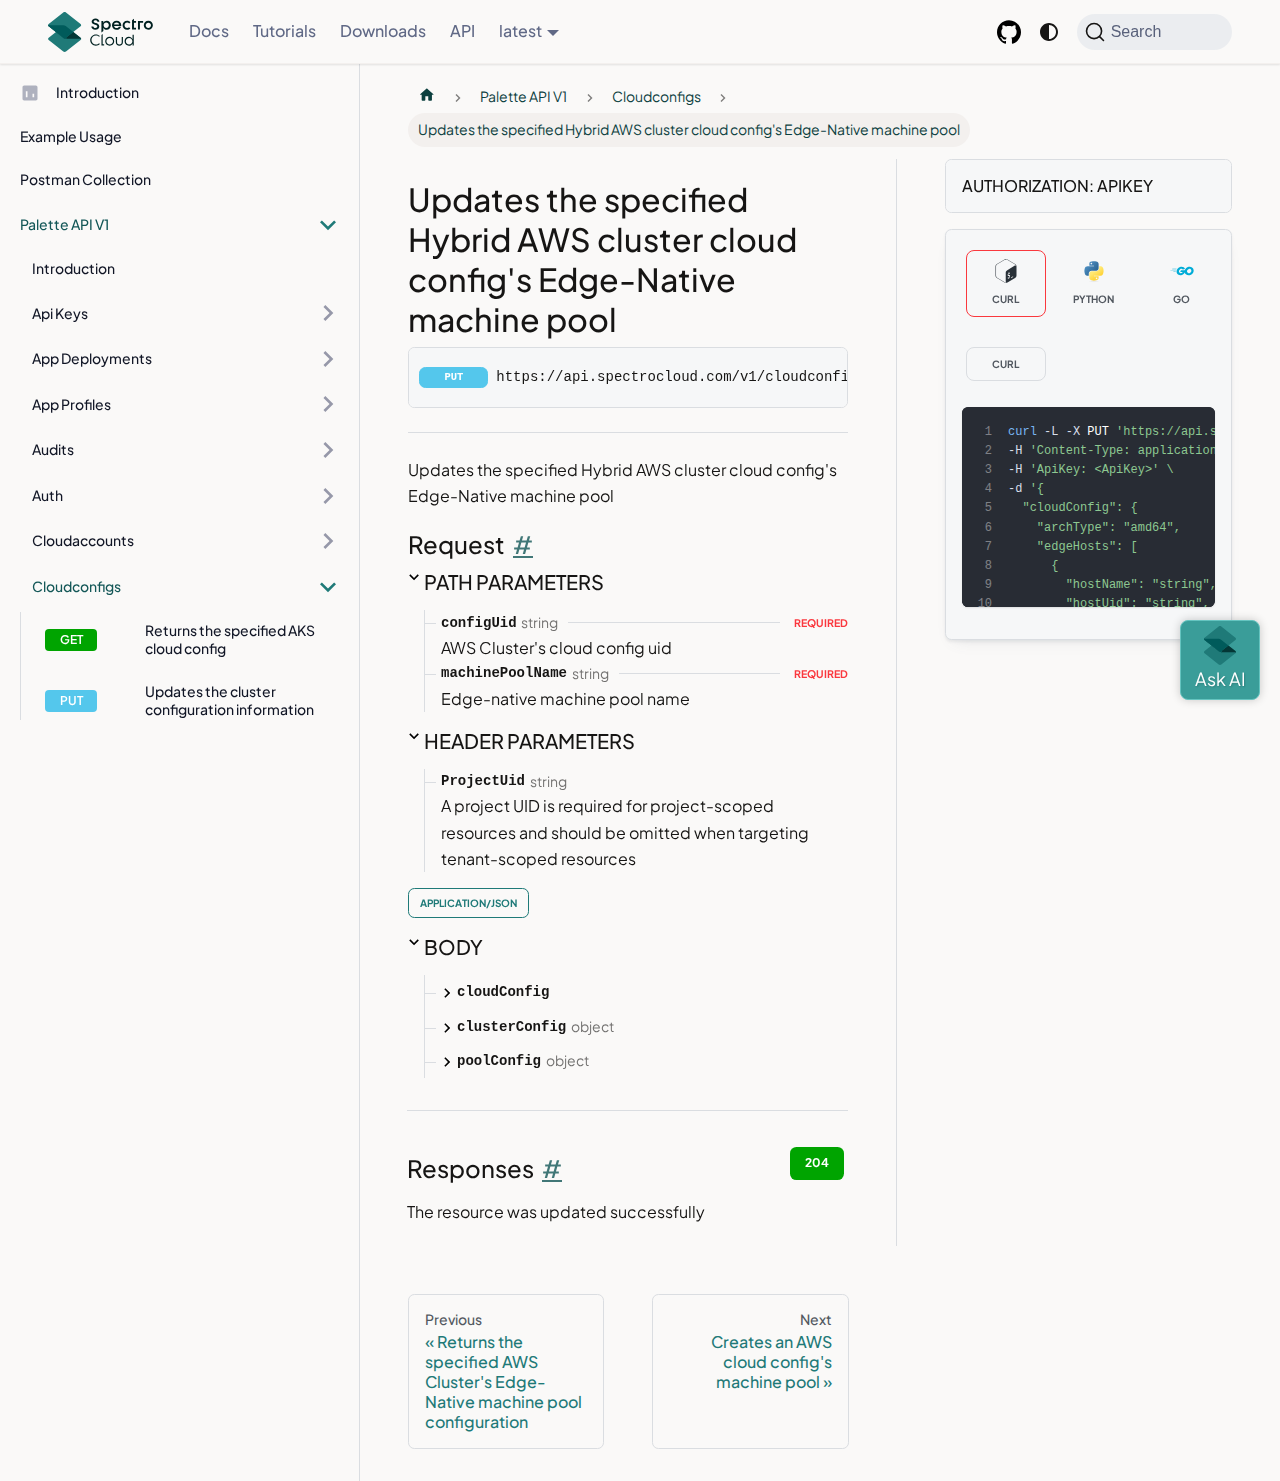 Spectro
Cloud
Docs
Tutorials
Downloads
API
latest
Search
Introduction
Example Usage
Postman Collection
Palette API V1
Introduction
Api Keys
App Deployments
App Profiles
Audits
Auth
Cloudaccounts
Cloudconfigs
GET
Returns the specified AKS
cloud config
PUT
Updates the cluster
configuration information
Palette API V1
Cloudconfigs
Updates the specified Hybrid AWS cluster cloud config's Edge-Native machine pool
Updates the specified
Hybrid AWS cluster cloud
config's Edge-Native
machine pool
PUT https://api.spectrocloud.com/v1/cloudconfi
Updates the specified Hybrid AWS cluster cloud config's
Edge-Native machine pool
Request #
PATH PARAMETERS
configUid string REQUIRED
AWS Cluster's cloud config uid
machinePoolName string REQUIRED
Edge-native machine pool name
HEADER PARAMETERS
ProjectUid string
A project UID is required for project-scoped
resources and should be omitted when targeting
tenant-scoped resources
APPLICATION/JSON
BODY
cloudConfig
clusterConfig object
poolConfig object
Responses #
204
The resource was updated successfully
Previous
« Returns the
specified AWS
Cluster's Edge-
Native machine pool
configuration
Next
Creates an AWS
cloud config's
machine pool »
AUTHORIZATION: APIKEY
CURL
PYTHON
GO
CURL
1 curl -L -X PUT 'https://api.s
2 -H 'Content-Type: application
3 -H 'ApiKey: <ApiKey>' \
4 -d '{
5 "cloudConfig": {
6 "archType": "amd64",
7 "edgeHosts": [
8 {
9 "hostName": "string",
10 "hostUid": "string",
Ask AI